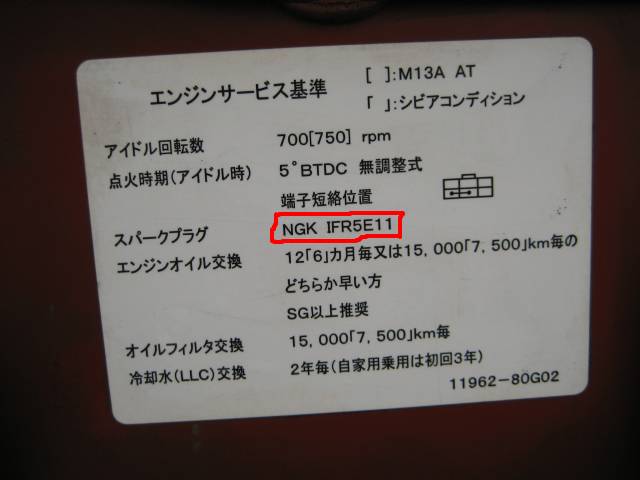 エンジンサービス基準
[ ]:M13A AT
「 」:シビアコンディション
アイドル回転数 700[750] rpm
点火時期(アイドル時) 5°BTDC 無調整式
端子短絡位置
スパークプラグ NGK IFR5E11
エンジンオイル交換 12「6」カ月毎又は15,000「7,500」km毎の
どちらか早い方
SG以上推奨
オイルフィルタ交換 15,000「7,500」km毎
冷却水(LLC)交換 2年毎(自家用乗用は初回3年)
11962-80G02